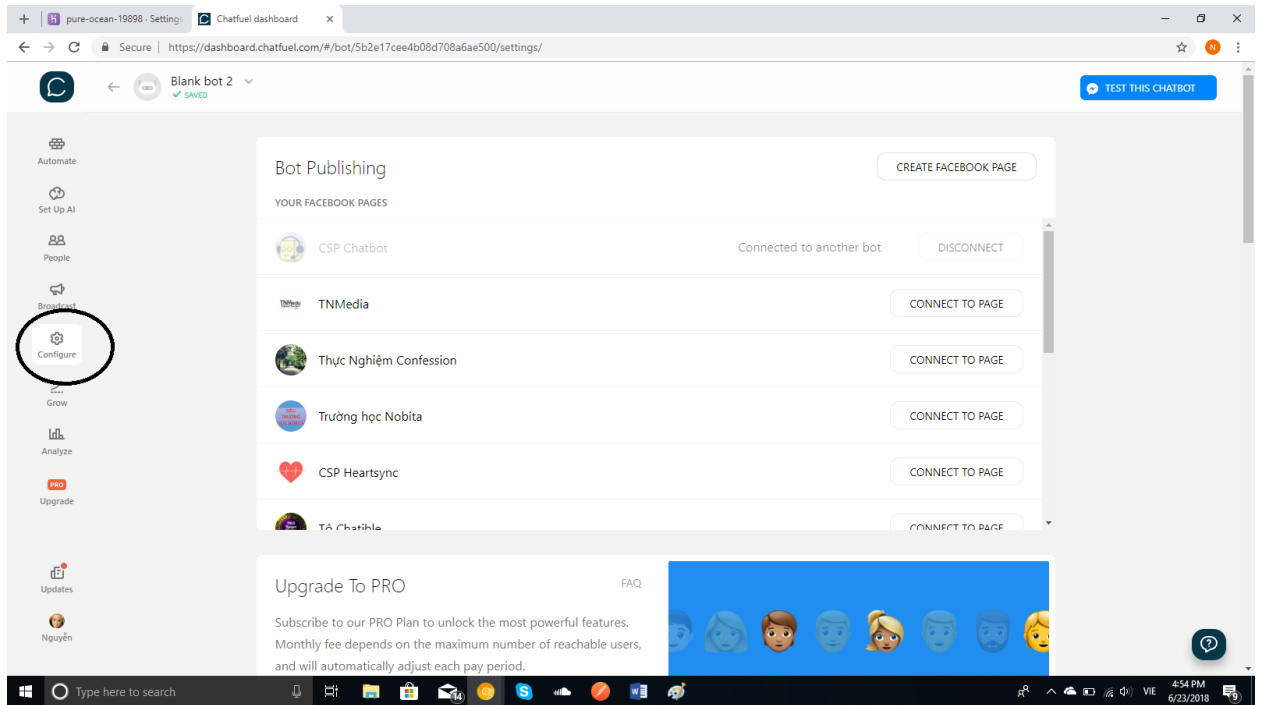 pure-ocean-19898 - Settings
Chatfuel dashboard
Secure
https://dashboard.chatfuel.com/#/bot/5b2e17cee4b08d708a6ae500/settings/
N
Blank bot 2
SAVED
TEST THIS CHATBOT
Automate
Set Up AI
People
Broadcast
Configure
Grow
Analyze
PRO
Upgrade
Updates
Nguyễn
Bot Publishing
CREATE FACEBOOK PAGE
YOUR FACEBOOK PAGES
CSP Chatbot
Connected to another bot
DISCONNECT
TNMedia
CONNECT TO PAGE
Thực Nghiệm Confession
CONNECT TO PAGE
Trường học Nobita
CONNECT TO PAGE
CSP Heartsync
CONNECT TO PAGE
Tô Chatible
CONNECT TO PAGE
Upgrade To PRO
FAQ
Subscribe to our PRO Plan to unlock the most powerful features.
Monthly fee depends on the maximum number of reachable users,
and will automatically adjust each pay period.
Type here to search
14
VIE
4:54 PM
6/23/2018
9